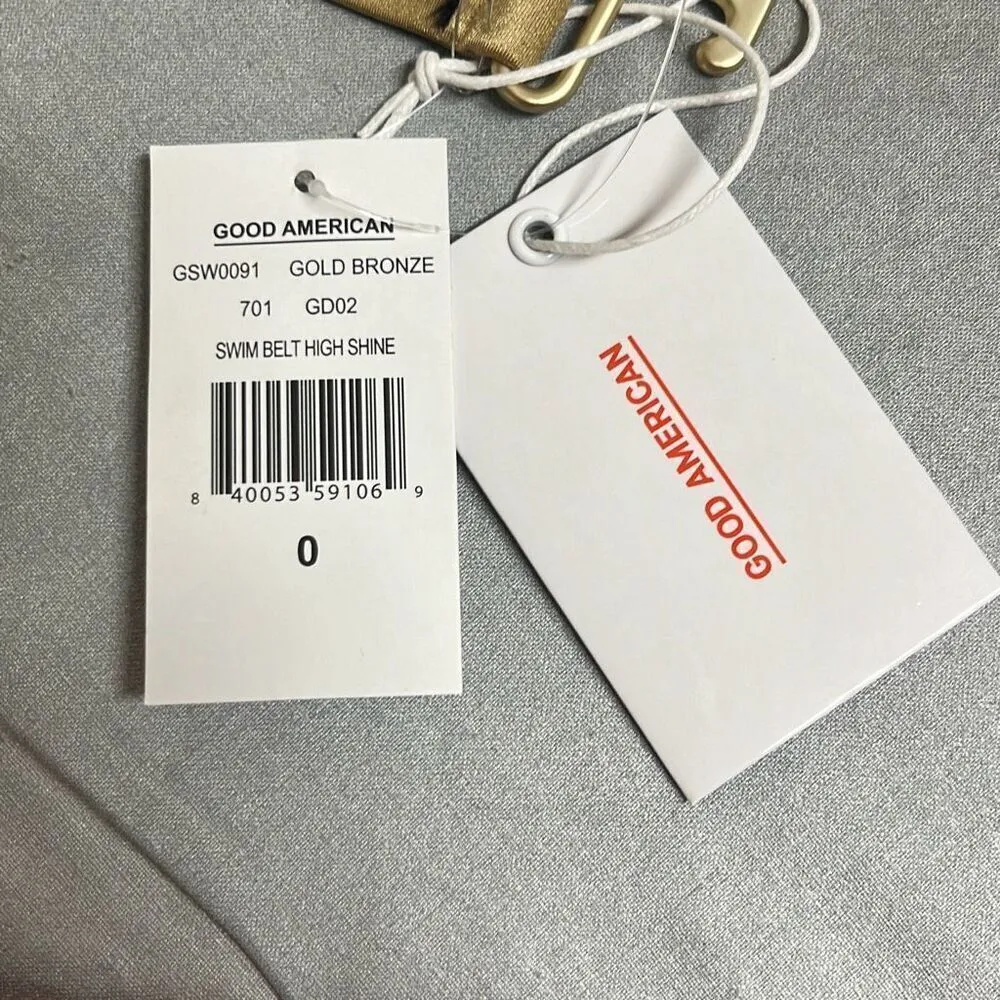 GOOD AMERICAN
GSW0091 GOLD BRONZE
701 GD02
SWIM BELT HIGH SHINE
8 40053 59106 9
0
GOOD AMERICAN